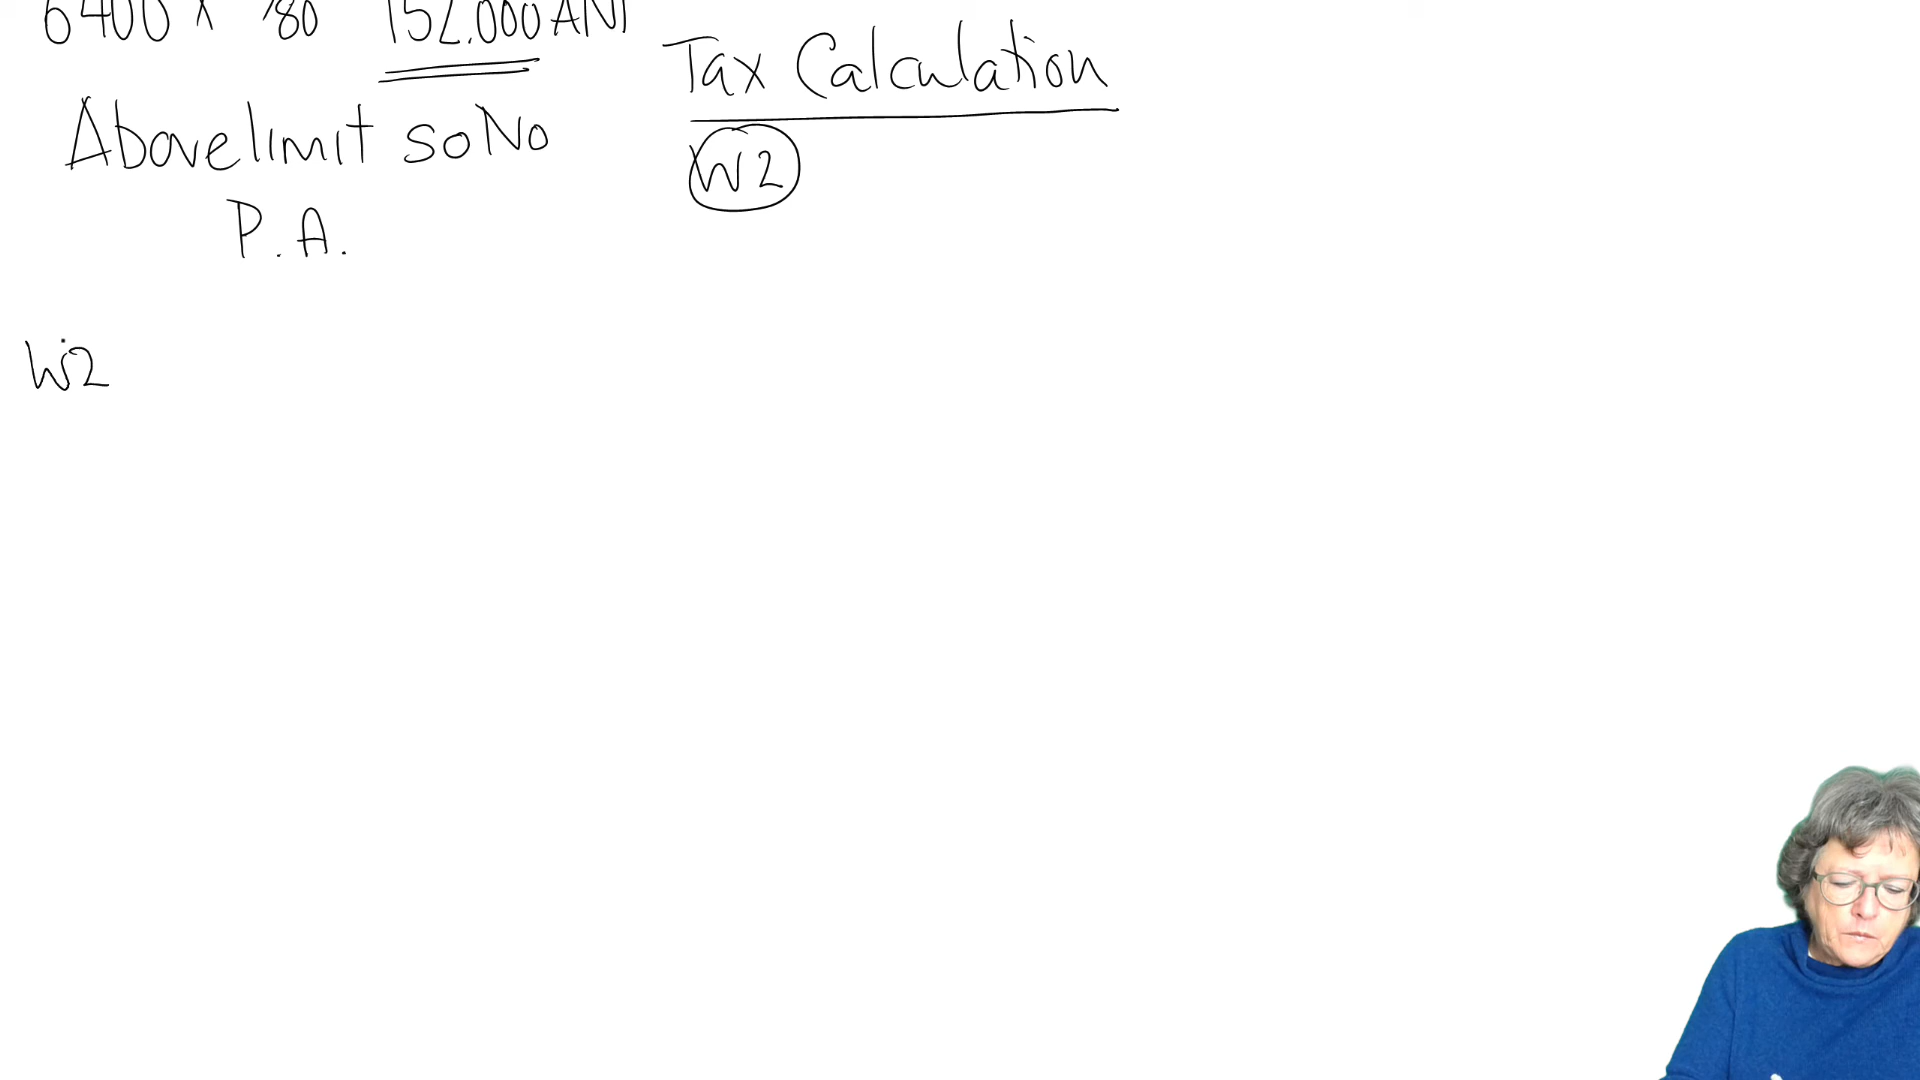 6400 x 80 152.000 ANI
Above limit so No
P.A.
W2
Tax Calculation
W2